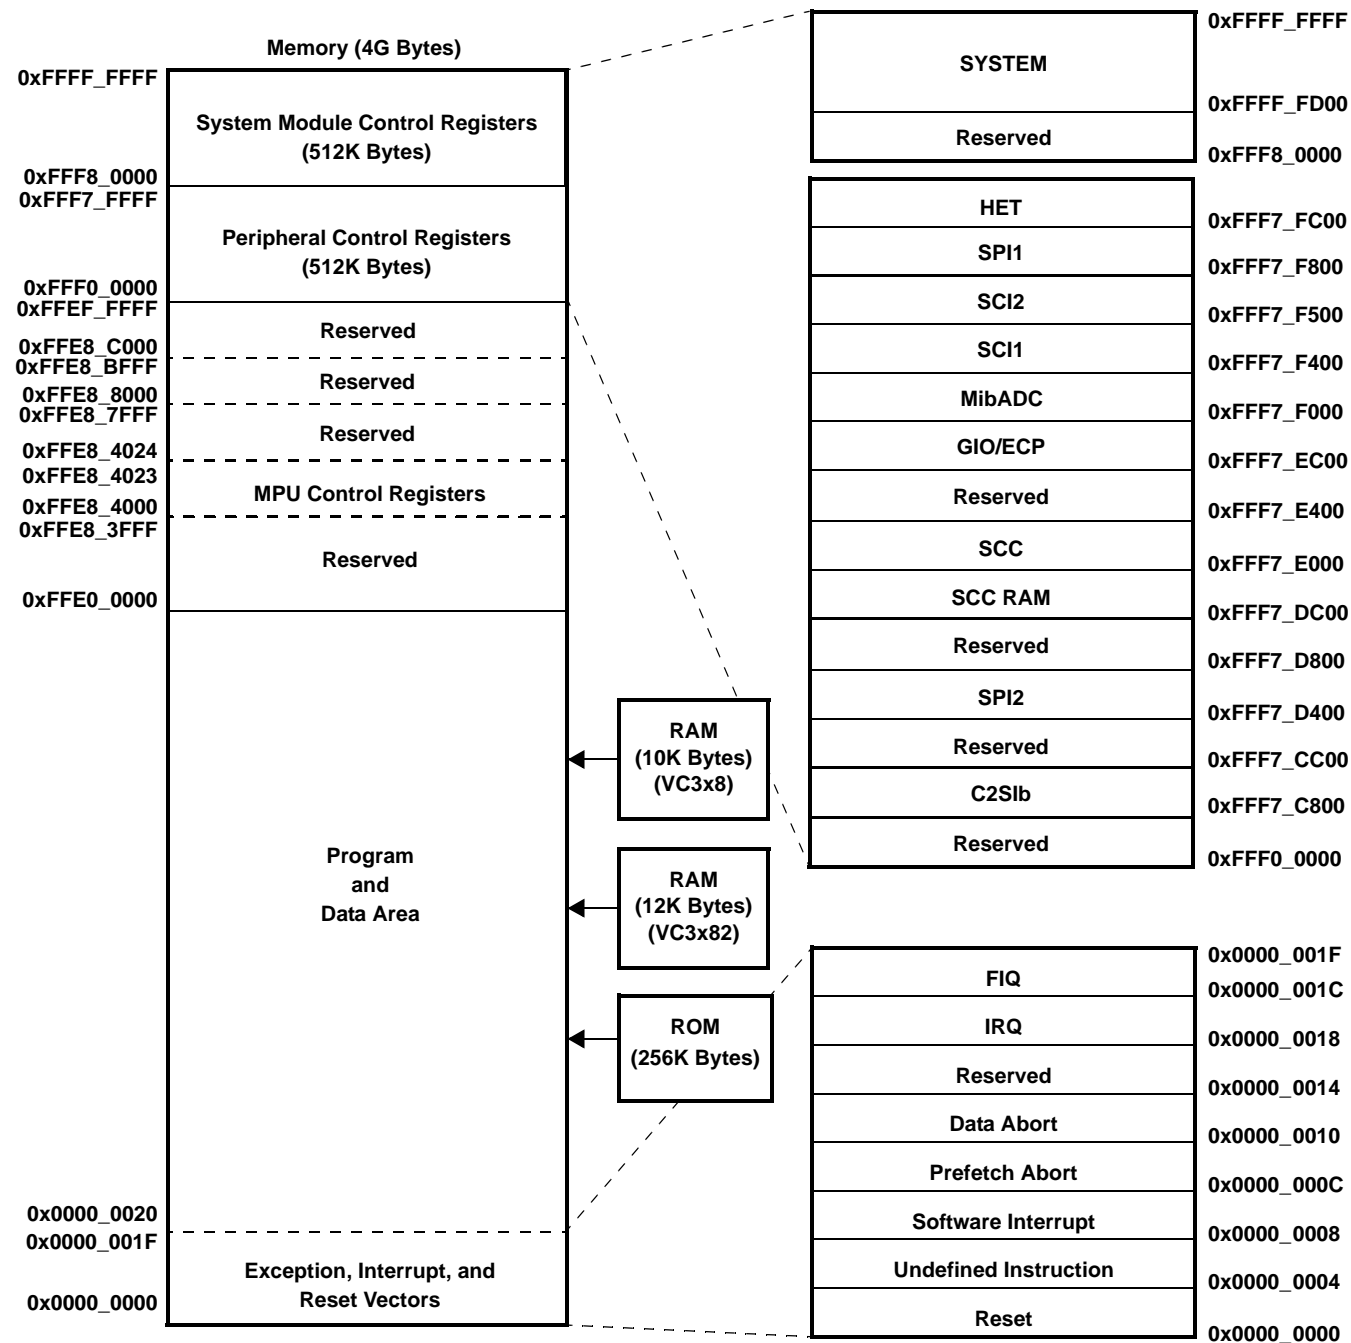 Memory (4G Bytes)
0xFFFF_FFFF
System Module Control Registers
(512K Bytes)
0xFFF8_0000
0xFFF7_FFFF
Peripheral Control Registers
(512K Bytes)
0xFFF0_0000
0xFFEF_FFFF
Reserved
0xFFE8_C000
0xFFE8_BFFF
Reserved
0xFFE8_8000
0xFFE8_7FFF
Reserved
0xFFE8_4024
0xFFE8_4023
MPU Control Registers
0xFFE8_4000
0xFFE8_3FFF
Reserved
0xFFE0_0000
Program
and
Data Area
0x0000_0020
0x0000_001F
Exception, Interrupt, and
Reset Vectors
0x0000_0000
RAM
(10K Bytes)
(VC3x8)
RAM
(12K Bytes)
(VC3x82)
ROM
(256K Bytes)
0xFFFF_FFFF
SYSTEM
0xFFFF_FD00
Reserved
0xFFF8_0000
HET
0xFFF7_FC00
SPI1
0xFFF7_F800
SCI2
0xFFF7_F500
SCI1
0xFFF7_F400
MibADC
0xFFF7_F000
GIO/ECP
0xFFF7_EC00
Reserved
0xFFF7_E400
SCC
0xFFF7_E000
SCC RAM
0xFFF7_DC00
Reserved
0xFFF7_D800
SPI2
0xFFF7_D400
Reserved
0xFFF7_CC00
C2SIb
0xFFF7_C800
Reserved
0xFFF0_0000
0x0000_001F
FIQ
0x0000_001C
IRQ
0x0000_0018
Reserved
0x0000_0014
Data Abort
0x0000_0010
Prefetch Abort
0x0000_000C
Software Interrupt
0x0000_0008
Undefined Instruction
0x0000_0004
Reset
0x0000_0000